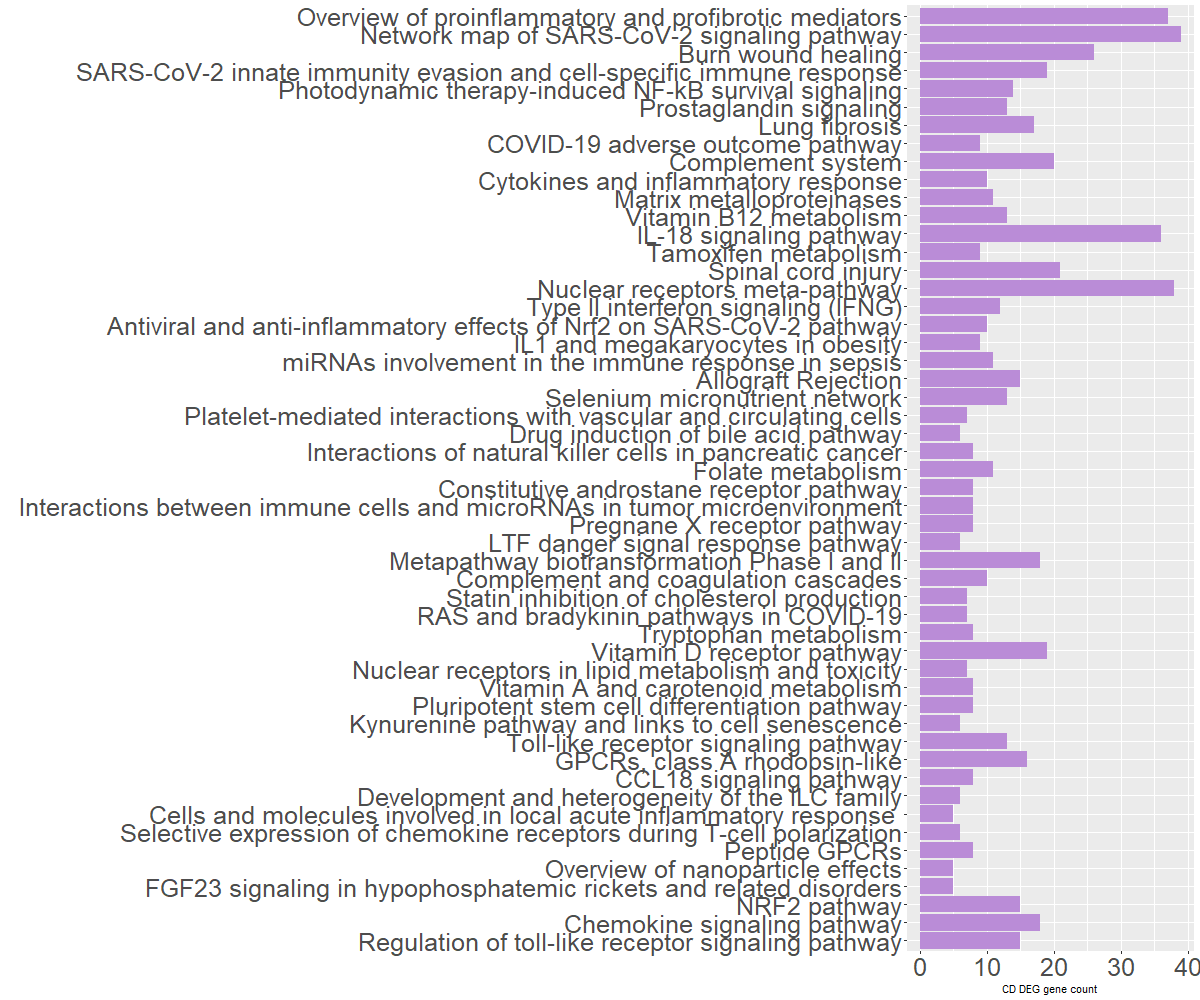 Overview of proinflammatory and profibrotic mediators
Network map of SARS-CoV-2 signaling pathway
Burn wound healing
SARS-CoV-2 innate immunity evasion and cell-specific immune response
Photodynamic therapy-induced NF-kB survival signaling
Prostaglandin signaling
Lung fibrosis
COVID-19 adverse outcome pathway
Complement system
Cytokines and inflammatory response
Matrix metalloproteinases
Vitamin B12 metabolism
IL-18 signaling pathway
Tamoxifen metabolism
Spinal cord injury
Nuclear receptors meta-pathway
Type II interferon signaling (IFNG)
Antiviral and anti-inflammatory effects of Nrf2 on SARS-CoV-2 pathway
IL1 and megakaryocytes in obesity
miRNAs involvement in the immune response in sepsis
Allograft Rejection
Selenium micronutrient network
Platelet-mediated interactions with vascular and circulating cells
Drug induction of bile acid pathway
Interactions of natural killer cells in pancreatic cancer
Folate metabolism
Constitutive androstane receptor pathway
Interactions between immune cells and microRNAs in tumor microenvironment
Pregnane X receptor pathway
LTF danger signal response pathway
Metapathway biotransformation Phase I and II
Complement and coagulation cascades
Statin inhibition of cholesterol production
RAS and bradykinin pathways in COVID-19
Tryptophan metabolism
Vitamin D receptor pathway
Nuclear receptors in lipid metabolism and toxicity
Vitamin A and carotenoid metabolism
Pluripotent stem cell differentiation pathway
Kynurenine pathway and links to cell senescence
Toll-like receptor signaling pathway
GPCRs, class A rhodopsin-like
CCL18 signaling pathway
Development and heterogeneity of the ILC family
Cells and molecules involved in local acute inflammatory response
Selective expression of chemokine receptors during T-cell polarization
Peptide GPCRs
Overview of nanoparticle effects
FGF23 signaling in hypophosphatemic rickets and related disorders
NRF2 pathway
Chemokine signaling pathway
Regulation of toll-like receptor signaling pathway
0 10 20 30 40
CD DEG gene count